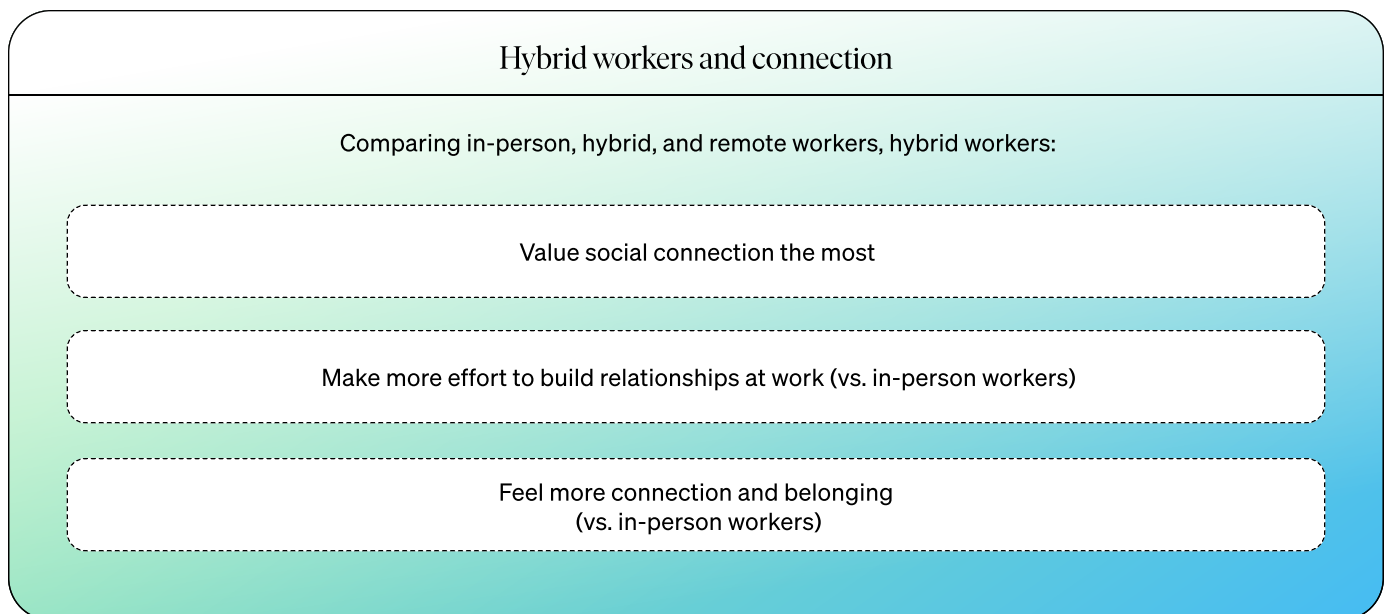 Hybrid workers and connection
Comparing in-person, hybrid, and remote workers, hybrid workers:
Value social connection the most
Make more effort to build relationships at work (vs. in-person workers)
Feel more connection and belonging
(vs. in-person workers)